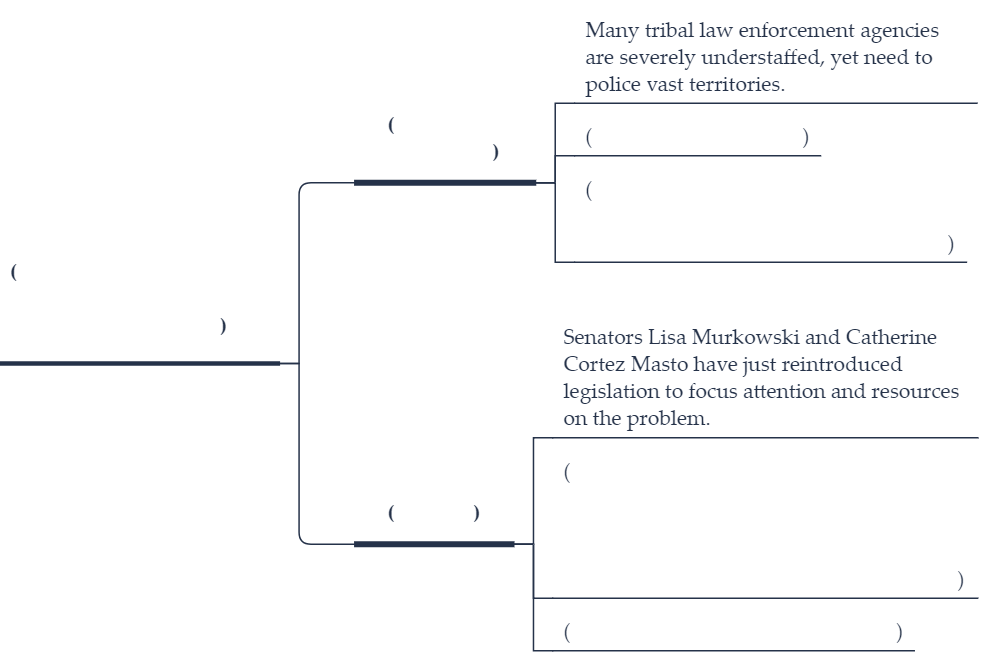 Many tribal law enforcement agencies
are severely understaffed, yet need to
police vast territories.
(
)
( )
(
)
(
)
Senators Lisa Murkowski and Catherine
Cortez Masto have just reintroduced
legislation to focus attention and resources
on the problem.
(
( )
)
( )